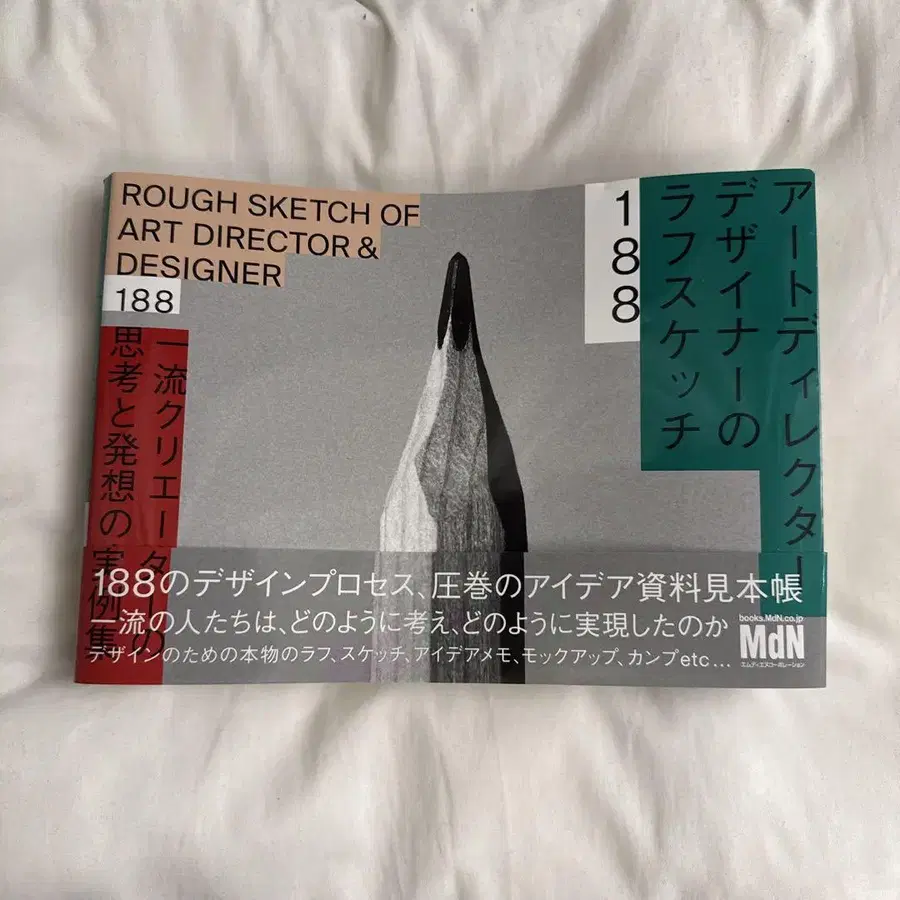 ROUGH SKETCH OF
ART DIRECTOR &
DESIGNER
188
一流クリエーターの
思考と発想の実例集
188
アートディレクター
デザイナーの
ラフスケッチ
188のデザインプロセス、圧巻のアイデア資料見本帳
一流の人たちは、どのように考え、どのように実現したのか
デザインのための本物のラフ、スケッチ、アイデアメモ、モックアップ、カンプetc...
books.MdN.co.jp
MdN
エムディエヌコーポレーション